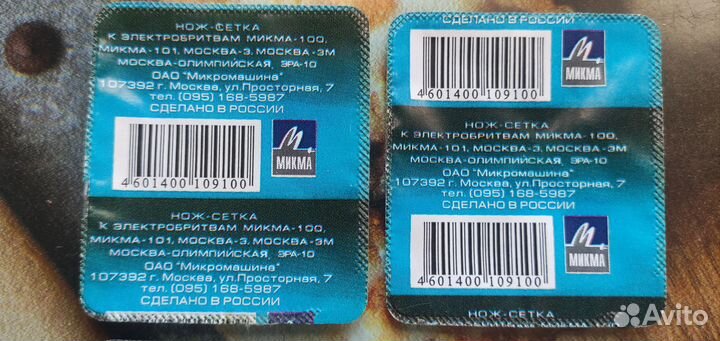 НОЖ-СЕТКА
К ЭЛЕКТРОБРИТВАМ МИКМА-100,
МИКМА-101, МОСКВА-3, МОСКВА-3М
МОСКВА-ОЛИМПИЙСКАЯ, ЭРА-10
ОАО "Микромашина"
107392 г. Москва, ул.Просторная, 7
тел. (095) 168-5987
СДЕЛАНО В РОССИИ
МИКМА
4 601400 109100
НОЖ-СЕТКА
К ЭЛЕКТРОБРИТВАМ МИКМА-100,
МИКМА-101, МОСКВА-3, МОСКВА-3М
МОСКВА-ОЛИМПИЙСКАЯ, ЭРА-10
ОАО "Микромашина"
107392 г. Москва, ул.Просторная, 7
тел. (095) 168-5987
СДЕЛАНО В РОССИИ
СДЕЛАНО В РОССИИ
МИКМА
4 601400 109100
НОЖ-СЕТКА
К ЭЛЕКТРОБРИТВАМ МИКМА-100,
МИКМА-101, МОСКВА-3, МОСКВА-3М
МОСКВА-ОЛИМПИЙСКАЯ, ЭРА-10
ОАО "Микромашина"
107392 г. Москва, ул.Просторная, 7
тел. (095) 168-5987
СДЕЛАНО В РОССИИ
МИКМА
4 601400 109100
НОЖ-СЕТКА
Avito